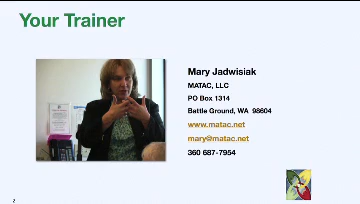 Your Trainer
Mary Jadwisiak
MATAC, LLC
PO Box 1314
Battle Ground, WA  98604
www.matac.net
mary@matac.net
360 687-7954
2